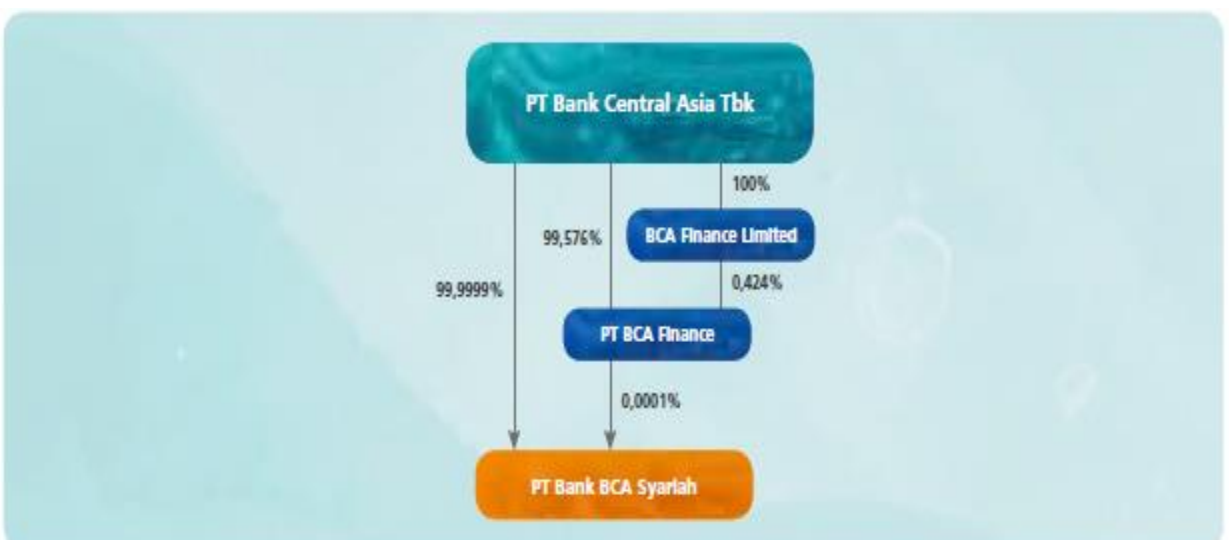 PT Bank Central Asia Tbk
100%
99,576%
BCA Finance Limited
99,9999%
0,424%
PT BCA Finance
0,0001%
PT Bank BCA Syariah